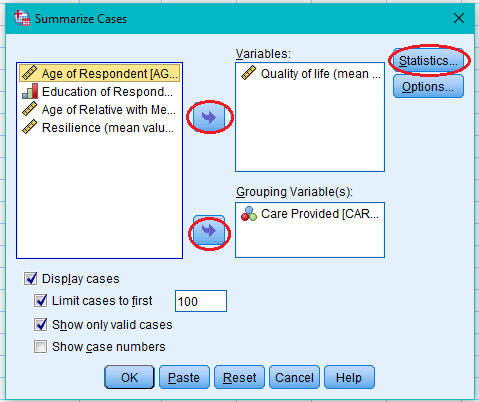 Summarize Cases
Variables:
Age of Respondent [AG...
Education of Respond...
Age of Relative with Me...
Resilience (mean valu...
Quality of life (mean ...
Statistics...
Options...
Grouping Variable(s):
Care Provided [CAR...
Display cases
Limit cases to first 100
Show only valid cases
Show case numbers
OK Paste Reset Cancel Help